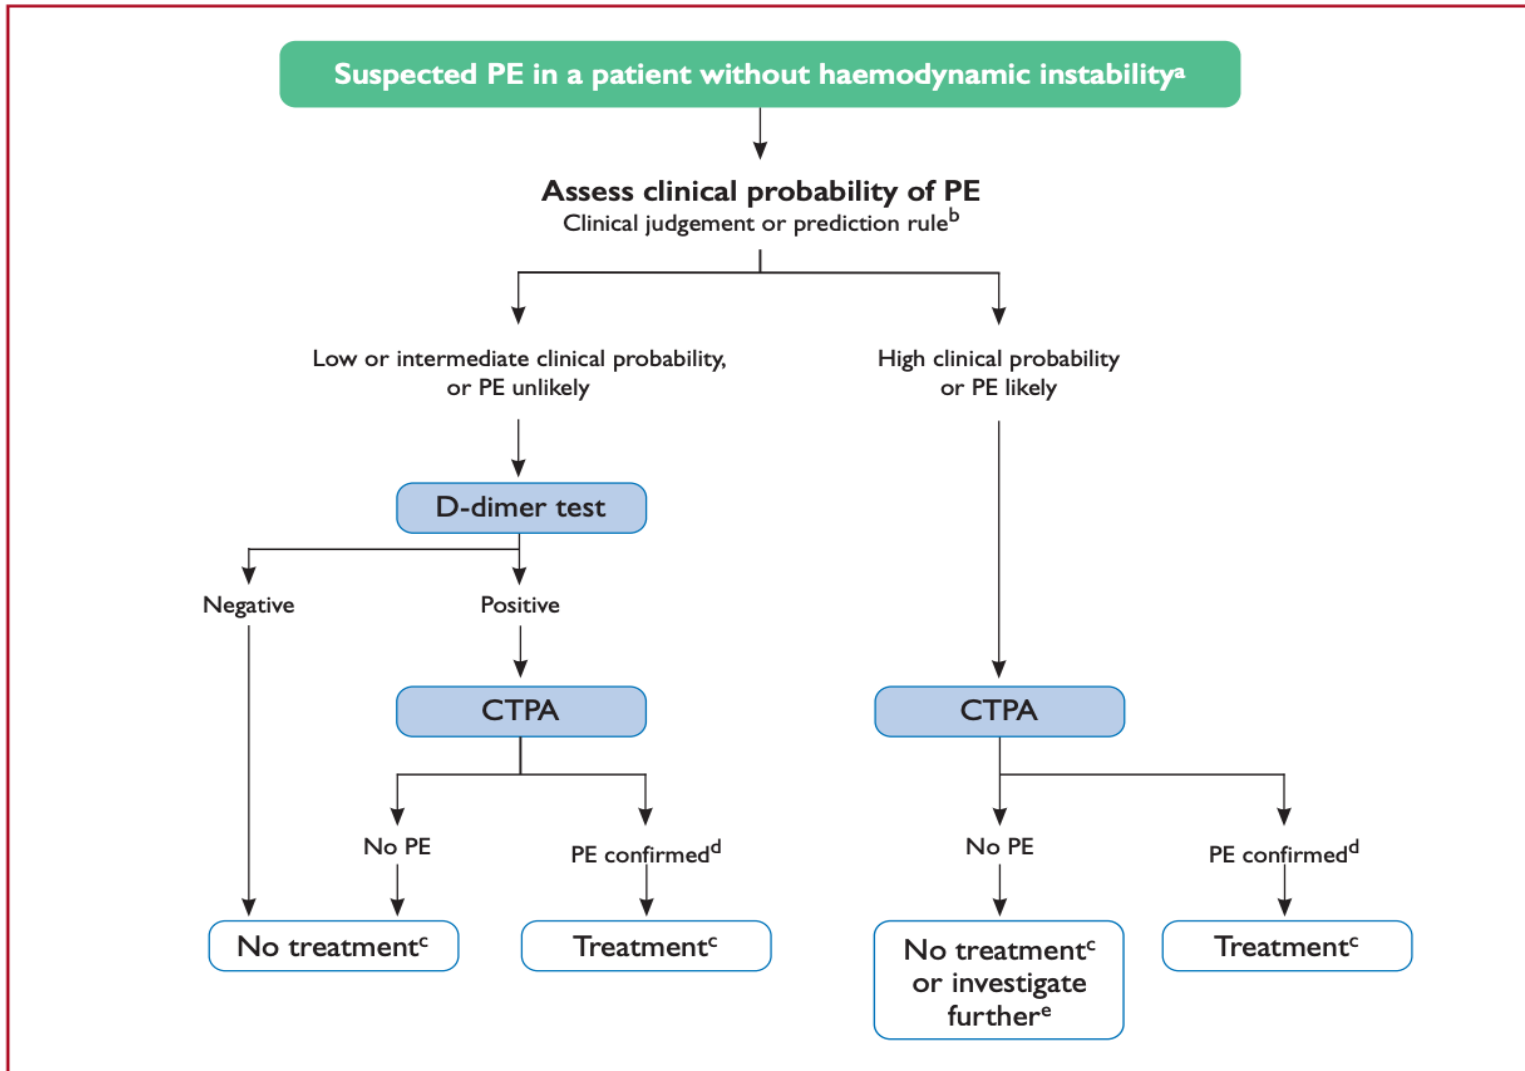 Suspected PE in a patient without haemodynamic instabilityᵃ
Assess clinical probability of PE
Clinical judgement or prediction ruleᵇ
Low or intermediate clinical probability,
or PE unlikely
High clinical probability
or PE likely
D-dimer test
Negative
Positive
CTPA
CTPA
No PE
PE confirmedᵈ
No PE
PE confirmedᵈ
No treatmentᶜ
Treatmentᶜ
No treatmentᶜ
or investigate
furtherᵉ
Treatmentᶜ